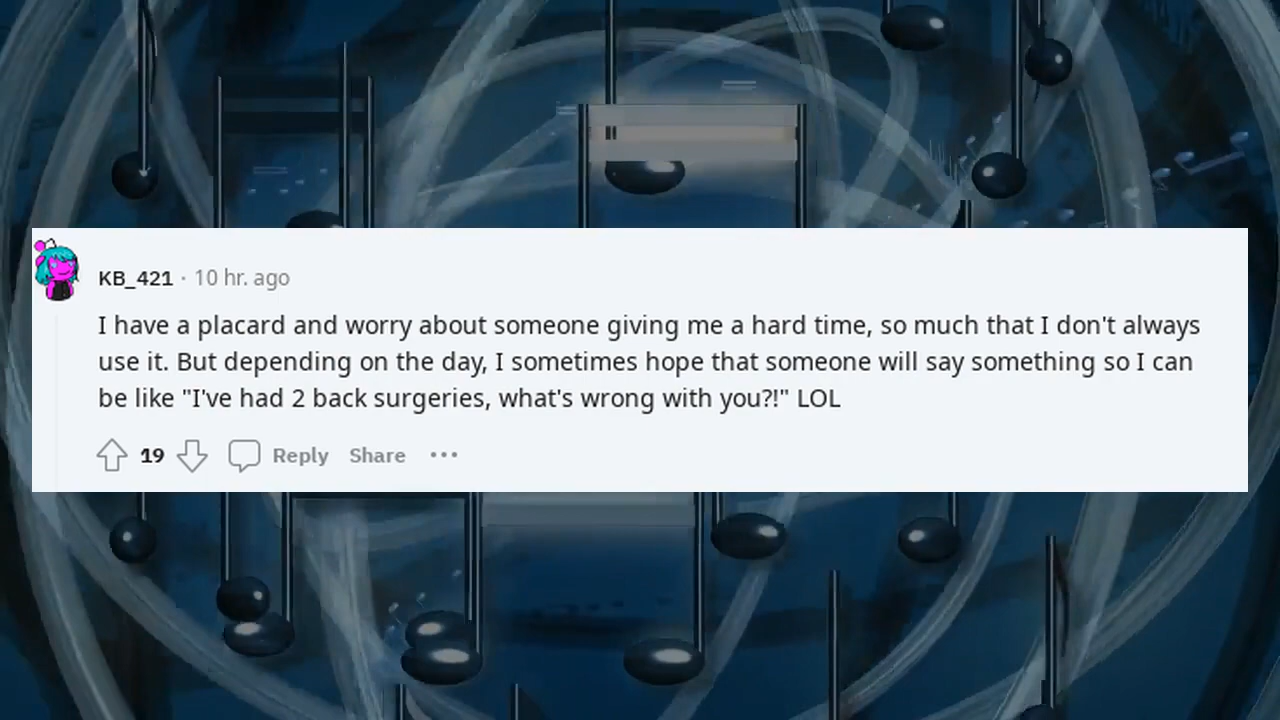 KB_421 · 10 hr. ago
I have a placard and worry about someone giving me a hard time, so much that I don't always
use it. But depending on the day, I sometimes hope that someone will say something so I can
be like "I've had 2 back surgeries, what's wrong with you?!" LOL
19 Reply Share ···